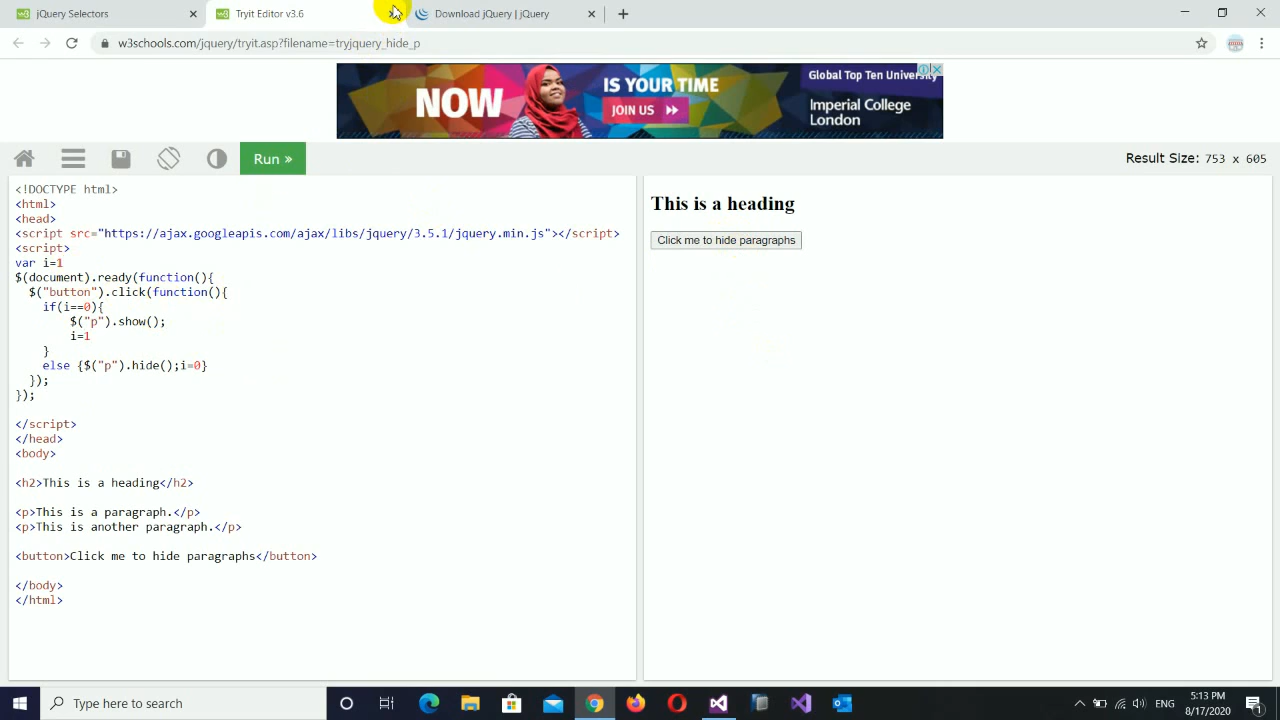 jQuery Selectors
Tryit Editor v3.6
Download jQuery | jQuery
w3schools.com/jquery/tryit.asp?filename=tryjquery_hide_p
NOW
IS YOUR TIME
JOIN US
Global Top Ten University
Imperial College
London
Run »
Result Size: 753 x 605
<!DOCTYPE html>
<html>
<head>
<script src="https://ajax.googleapis.com/ajax/libs/jquery/3.5.1/jquery.min.js"></script>
<script>
var i=1
$(document).ready(function(){
  $("button").click(function(){
    if(i==0){
        $("p").show();
        i=1
    }
    else {$("p").hide();i=0}
  });
});
</script>
</head>
<body>
<h2>This is a heading</h2>
<p>This is a paragraph.</p>
<p>This is another paragraph.</p>
<button>Click me to hide paragraphs</button>
</body>
</html>
This is a heading
Click me to hide paragraphs
Type here to search
ENG
5:13 PM
8/17/2020